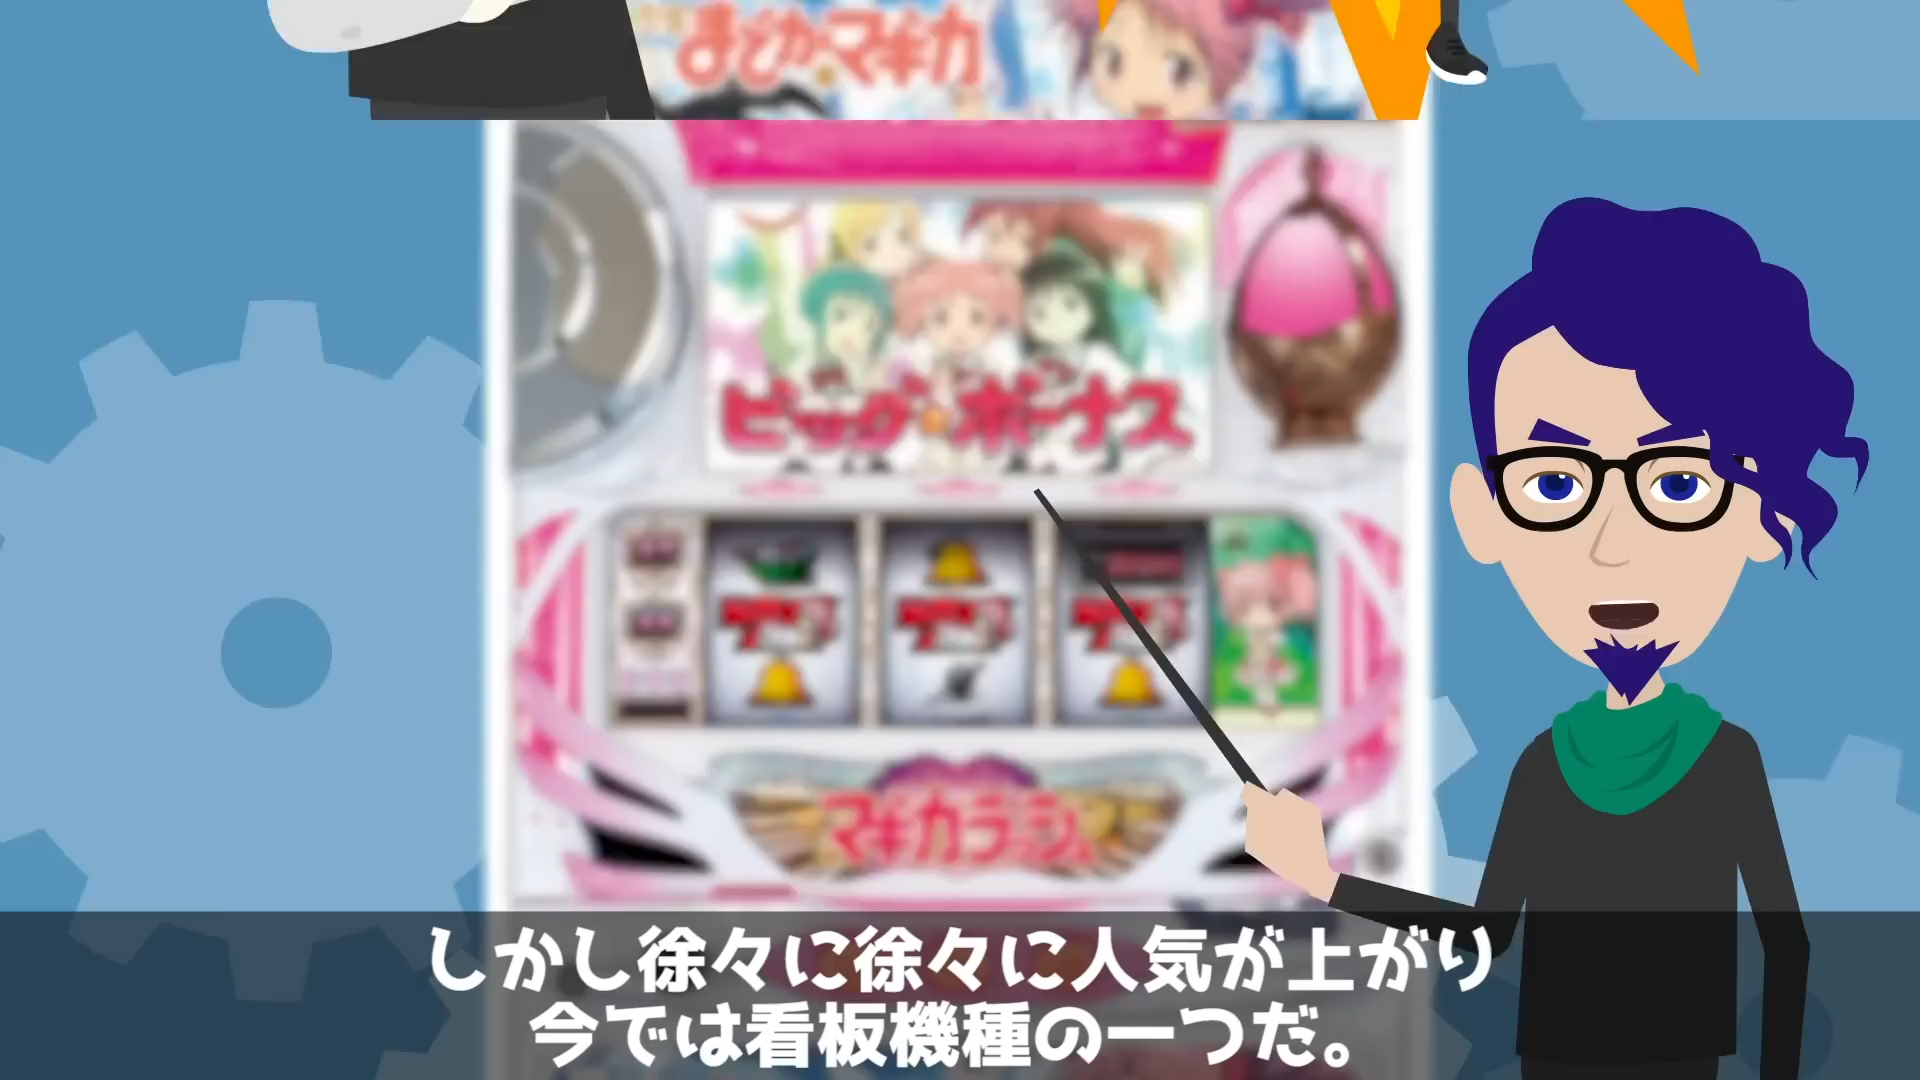 まどか☆マギカ
ビッグ★ボーナス
マギカラッシュ
しかし徐々に徐々に人気が上がり
今では看板機種の一つだ。